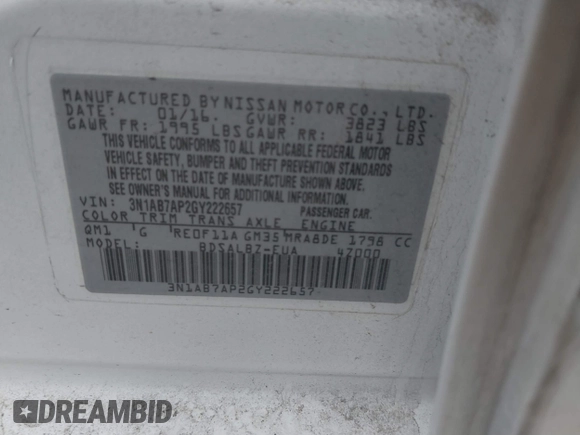 MANUFACTURED BY NISSAN MOTOR CO., LTD.
DATE: 01/16. GVWR: 3823 LBS
GAWR FR: 1995 LBS GAWR RR: 1841 LBS
THIS VEHICLE CONFORMS TO ALL APPLICABLE FEDERAL MOTOR
VEHICLE SAFETY, BUMPER AND THEFT PREVENTION STANDARDS
IN EFFECT ON THE DATE OF MANUFACTURE SHOWN ABOVE.
SEE OWNER'S MANUAL FOR ADDITIONAL INFORMATION.
VIN: 3N1AB7AP2GY222657 PASSENGER CAR.
COLOR TRIM TRANS AXLE ENGINE
QM1 'G 'RE0F11A GM35 MRA8DE 1798 CC
MODEL: BDSALBZ-EUA 4Z000
3N1AB7AP2GY222657
DREAMBID